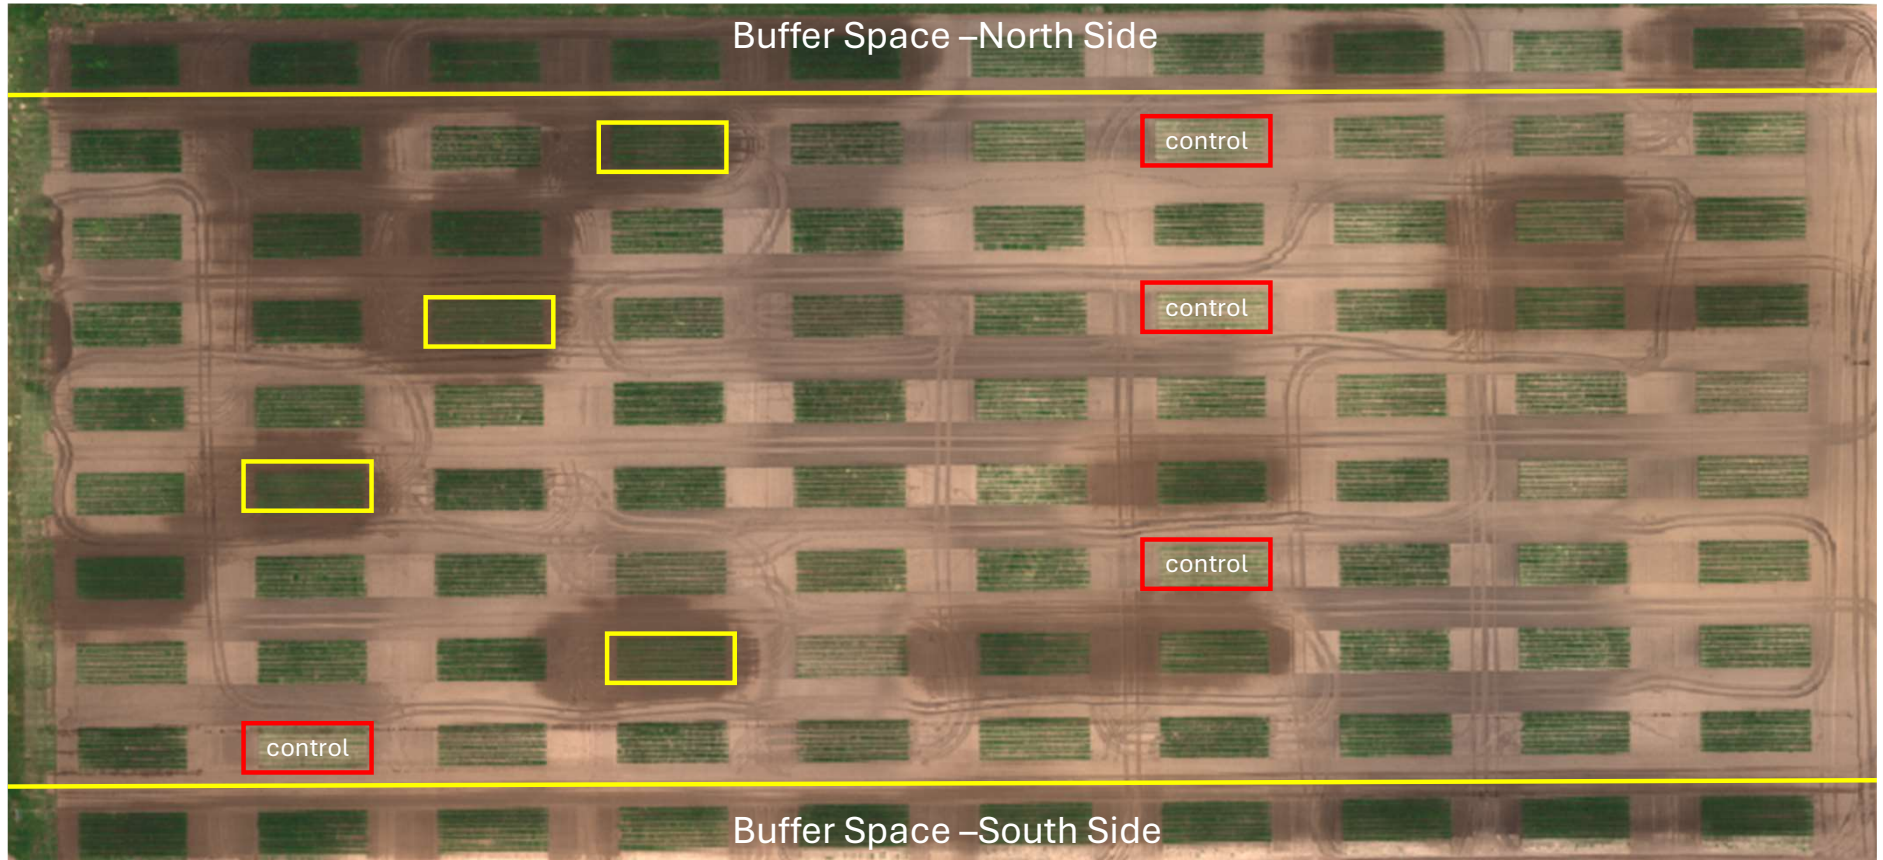 Buffer Space –North Side
control
control
control
control
Buffer Space –South Side